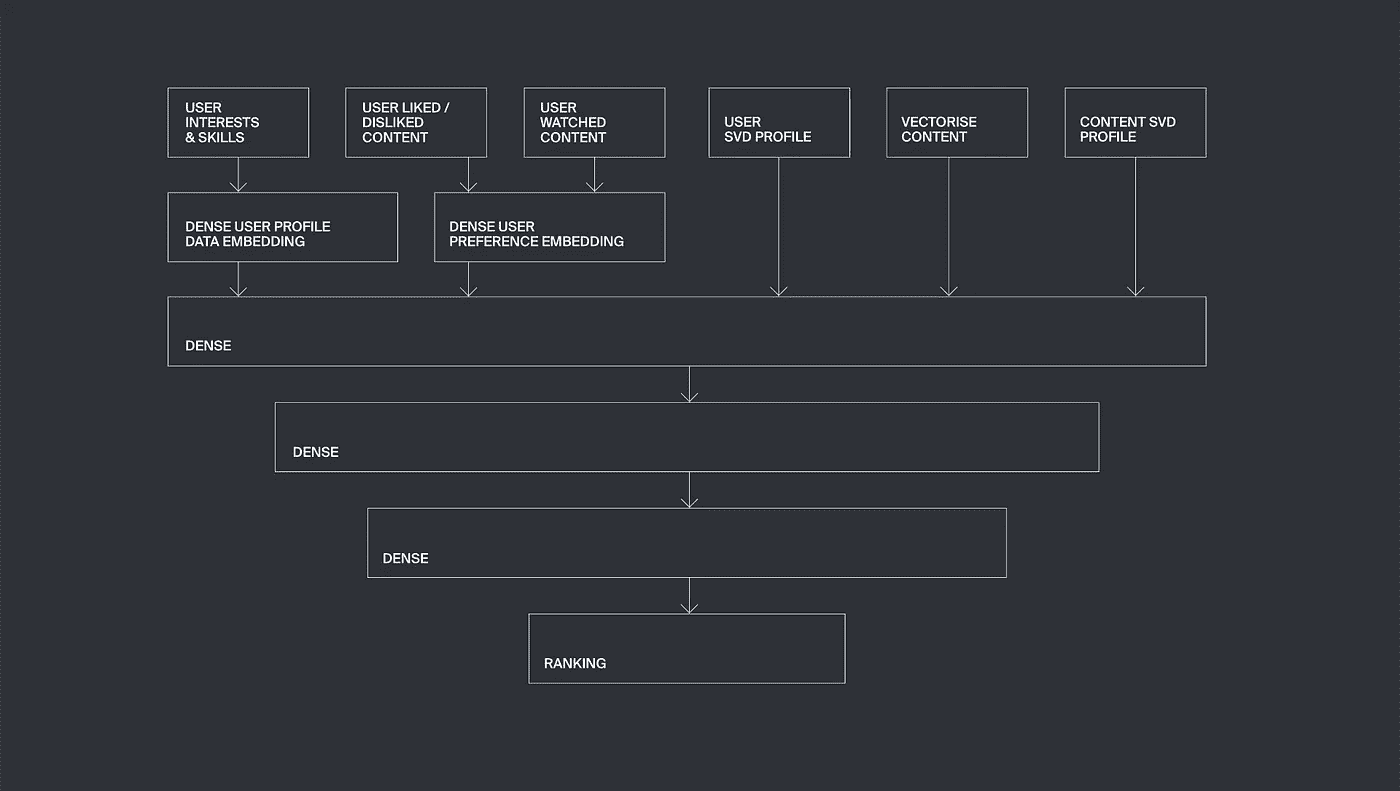 USER
INTERESTS
& SKILLS
USER LIKED /
DISLIKED
CONTENT
USER
WATCHED
CONTENT
USER
SVD PROFILE
VECTORISE
CONTENT
CONTENT SVD
PROFILE
DENSE USER PROFILE
DATA EMBEDDING
DENSE USER
PREFERENCE EMBEDDING
DENSE
DENSE
DENSE
RANKING